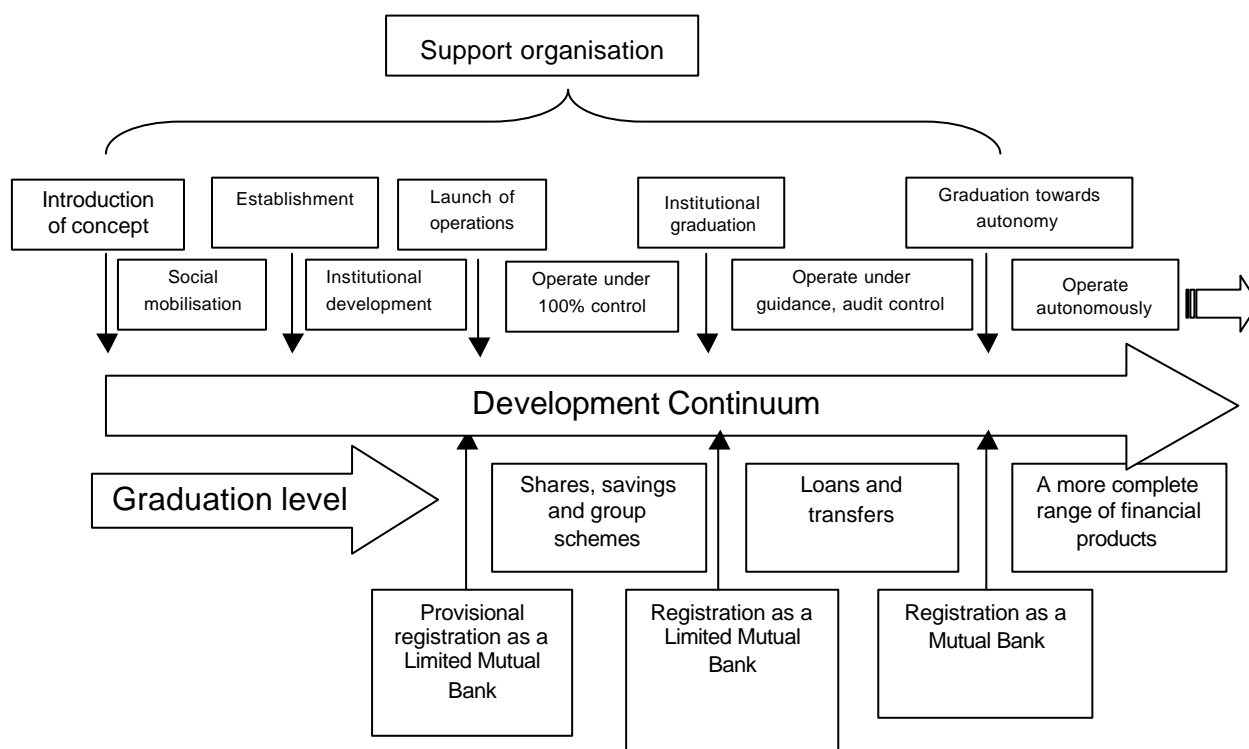 Support organisation
Introduction
of concept
Establishment
Launch of
operations
Institutional
graduation
Graduation towards
autonomy
Social
mobilisation
Institutional
development
Operate under
100% control
Operate under
guidance, audit control
Operate
autonomously
Development Continuum
Graduation level
Shares, savings
and group
schemes
Loans and
transfers
A more complete
range of financial
products
Provisional
registration as a
Limited Mutual
Bank
Registration as a
Limited Mutual
Bank
Registration as a
Mutual Bank